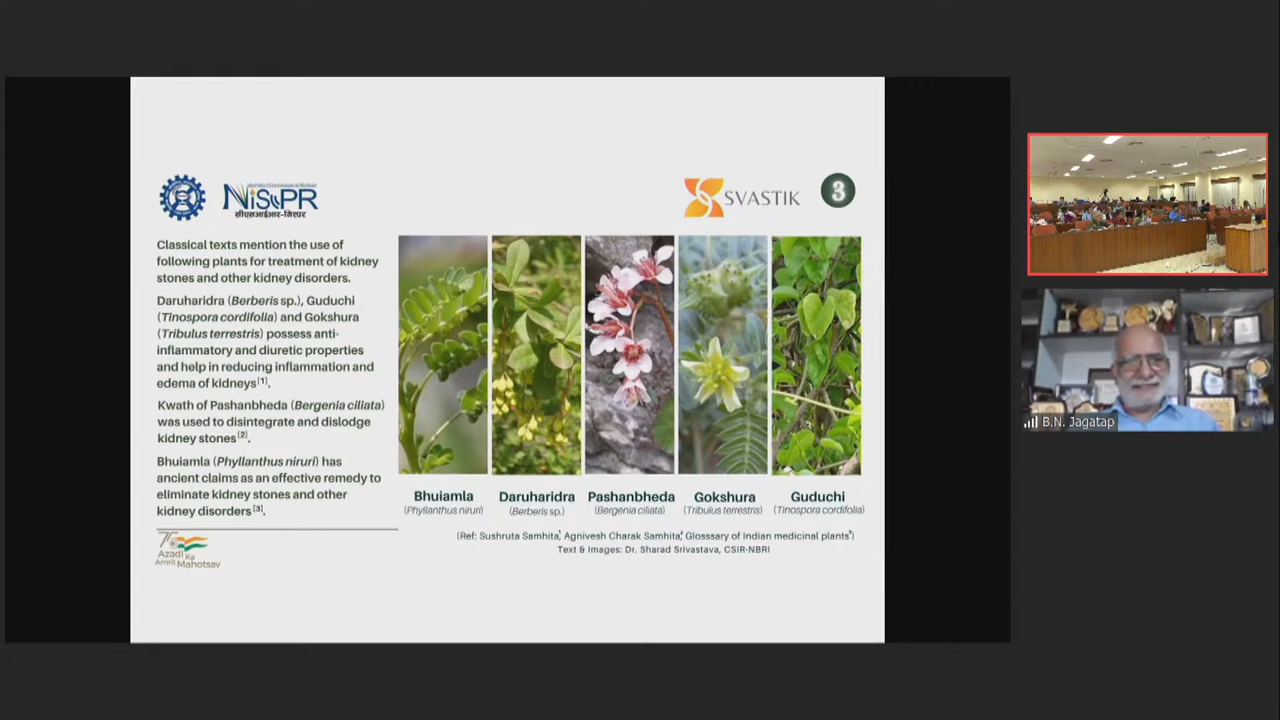 NIScPR
सीएसआईआर-निस्पर
SVASTIK
3
Classical texts mention the use of
following plants for treatment of kidney
stones and other kidney disorders.
Daruharidra (Berberis sp.), Guduchi
(Tinospora cordifolia) and Gokshura
(Tribulus terrestris) possess anti-
inflammatory and diuretic properties
and help in reducing inflammation and
edema of kidneys[1].
Kwath of Pashanbheda (Bergenia ciliata)
was used to disintegrate and dislodge
kidney stones[2].
Bhuiamla (Phyllanthus niruri) has
ancient claims as an effective remedy to
eliminate kidney stones and other
kidney disorders[3].
Bhuiamla
(Phyllanthus niruri)
Daruharidra
(Berberis sp.)
Pashanbheda
(Bergenia ciliata)
Gokshura
(Tribulus terrestris)
Guduchi
(Tinospora cordifolia)
(Ref: Sushruta Samhita1, Agnivesh Charak Samhita2, Glosssary of Indian medicinal plants3)
Text & Images: Dr. Sharad Srivastava, CSIR-NBRI
75
Azadi Ka
Amrit Mahotsav
B.N. Jagatap